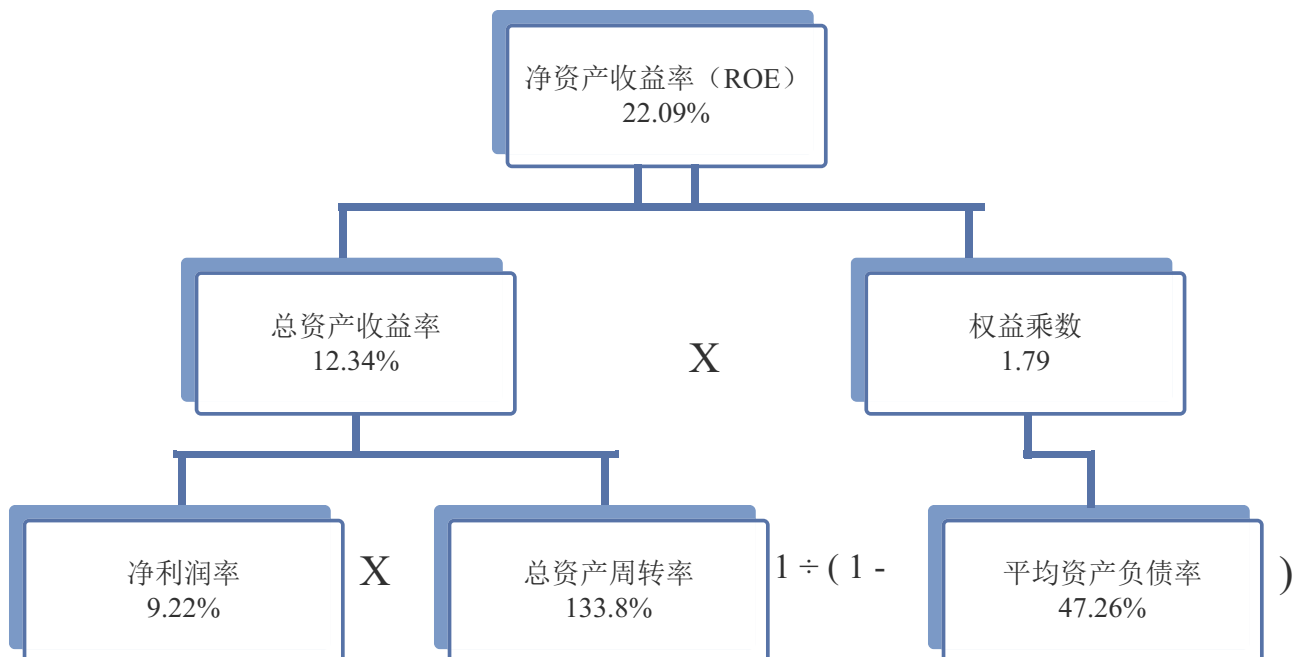 净资产收益率（ROE）
22.09%
总资产收益率
12.34%
X
权益乘数
1.79
净利润率
9.22%
X
总资产周转率
133.8%
1 ÷ ( 1 -
平均资产负债率
47.26%
)